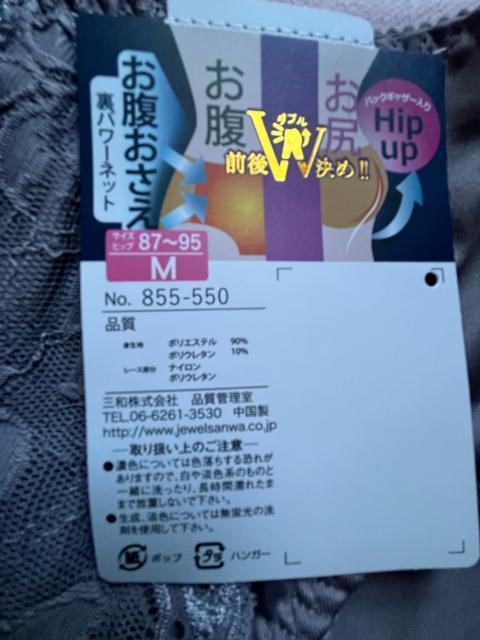 お腹おさえ
裏パワーネット
お腹
お尻
ダブル
W
前後 決め!!
バックギャザー入り
Hip
up
サイズ
ヒップ 87~95
M
No. 855-550
品質
身生地 ポリエステル 90%
ポリウレタン 10%
レース部分 ナイロン
ポリウレタン
三和株式会社 品質管理室
TEL.06-6261-3530 中国製
http://www.jewelsanwa.co.jp
―取り扱い上のご注意―
●濃色については色落ちする恐れが
ありますので、白や淡色系のものと
一緒に洗ったり、長時間濡れたま
まで放置しないで下さい。
●生成、淡色については無蛍光の洗
剤を使用して下さい。
紙 ポップ プラ ハンガー